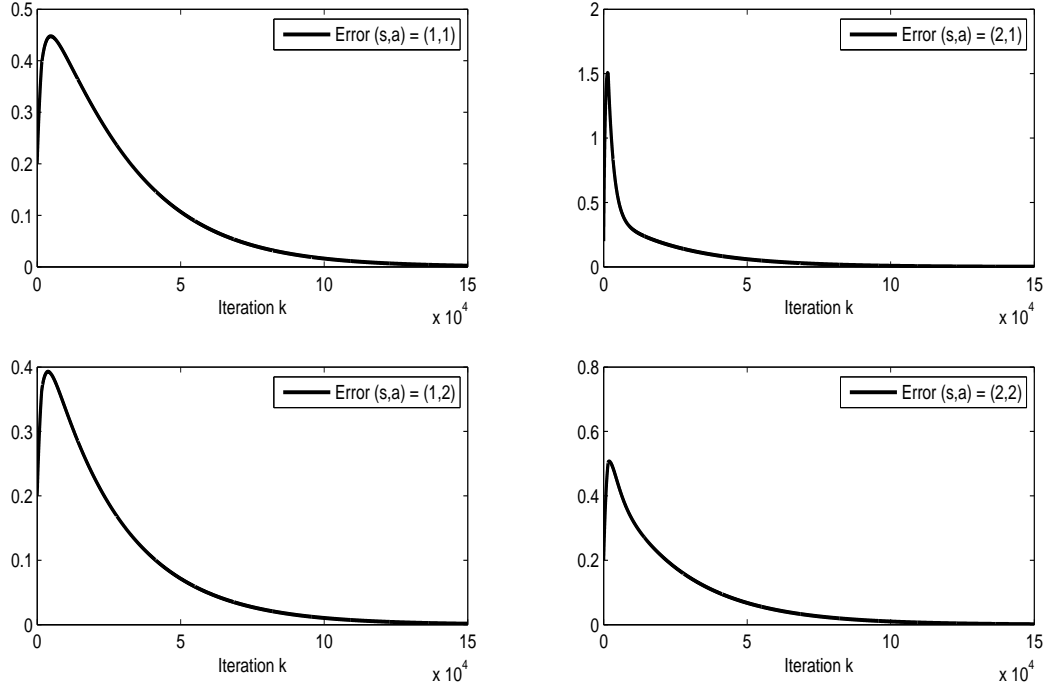 0.5
0.4
0.3
0.2
0.1
0
Error (s,a) = (1,1)
0 5 10 15
Iteration k
x 10^4
2
1.5
1
0.5
0
Error (s,a) = (2,1)
0 5 10 15
Iteration k
x 10^4
0.4
0.3
0.2
0.1
0
Error (s,a) = (1,2)
0 5 10 15
Iteration k
x 10^4
0.8
0.6
0.4
0.2
0
Error (s,a) = (2,2)
0 5 10 15
Iteration k
x 10^4